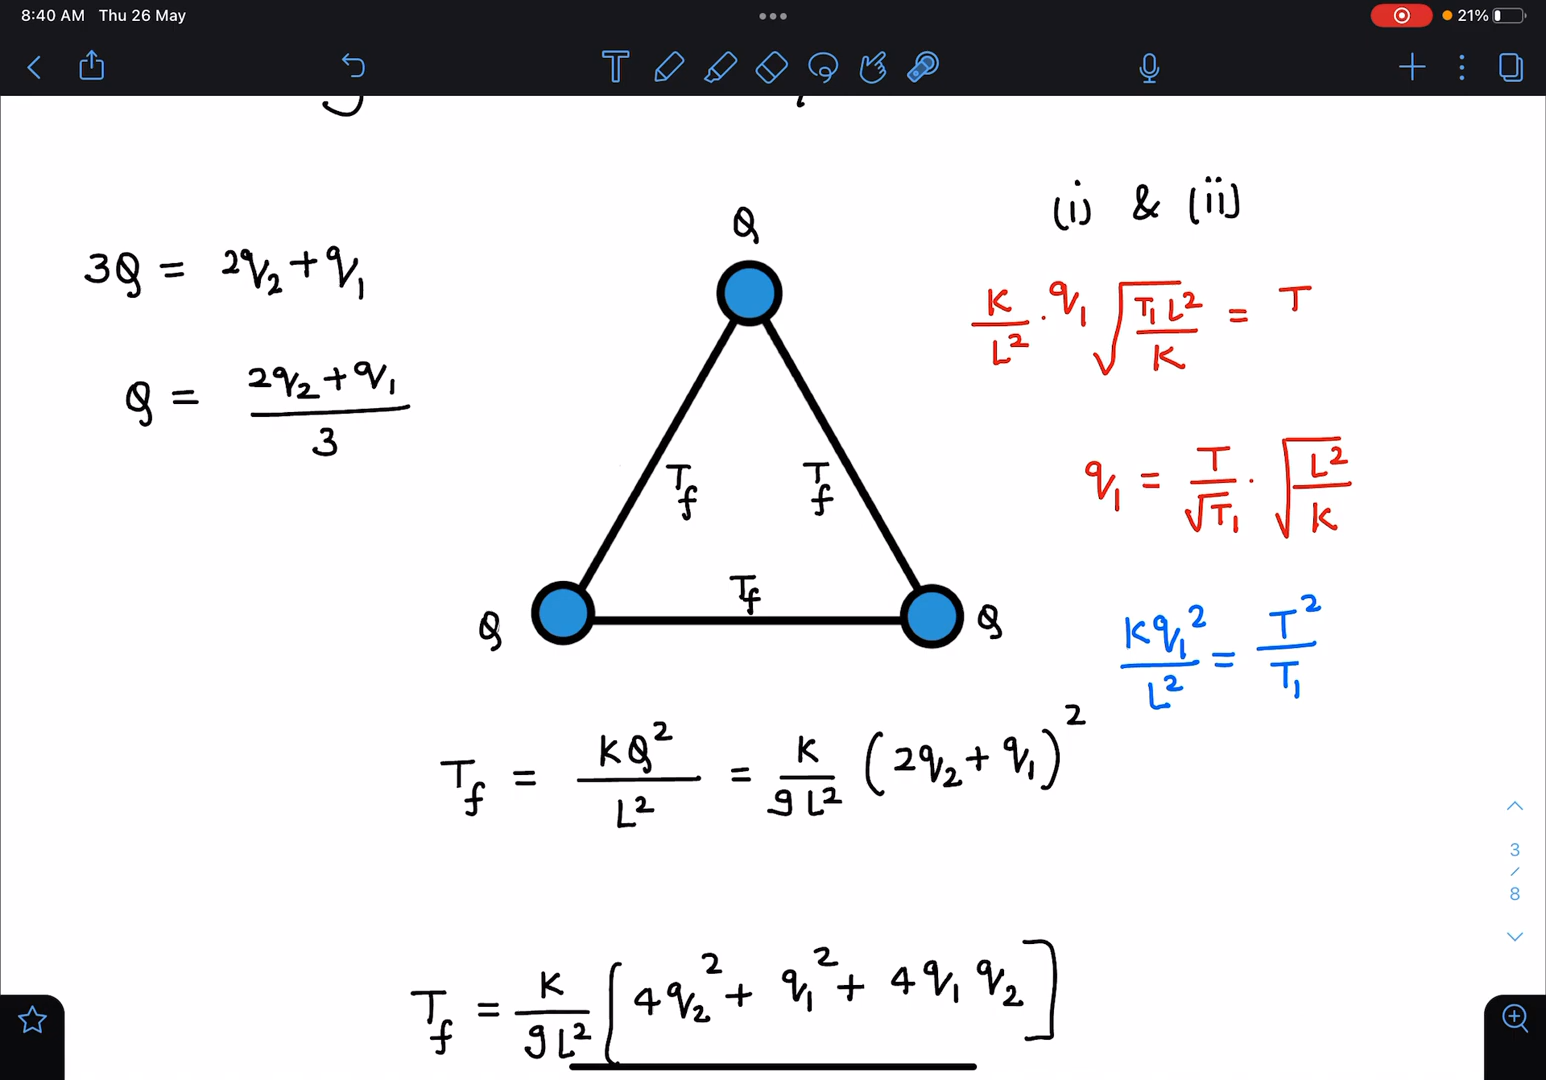 8:40 AM Thu 26 May
21%
(i) & (ii)
Q
3Q = 2q₂ + q₁
K/L² · q₁ √(T₁L²/K) = T
Q = (2q₂ + q₁)/3
T_f T_f
q₁ = T/√T₁ · √(L²/K)
T_f
Q Q
Kq₁²/L² = T²/T₁
T_f = KQ²/L² = K/9L² (2q₂ + q₁)²
3
/
8
T_f = K/9L² [4q₂² + q₁² + 4q₁q₂]